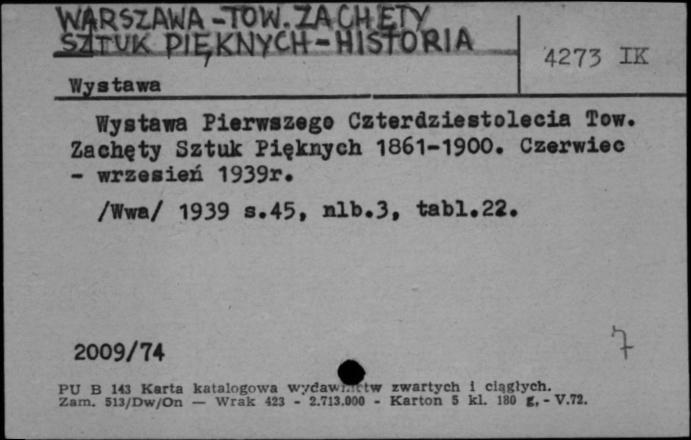 WARSZAWA - TOW. ZACHĘTY
SZTUK PIĘKNYCH - HISTORIA
4273 IK
Wystawa
Wystawa Pierwszego Czterdziestolecia Tow.
Zachęty Sztuk Pięknych 1861-1900. Czerwiec
- wrzesień 1939r.
/Wwa/ 1939 s.45, nlb.3, tabl.22.
2009/74
7
PU B 143 Karta katalogowa wydawnictw zwartych i ciągłych.
Zam. 513/Dw/On — Wrak 423 - 2.713.000 - Karton 5 kl. 180 g. - V.72.